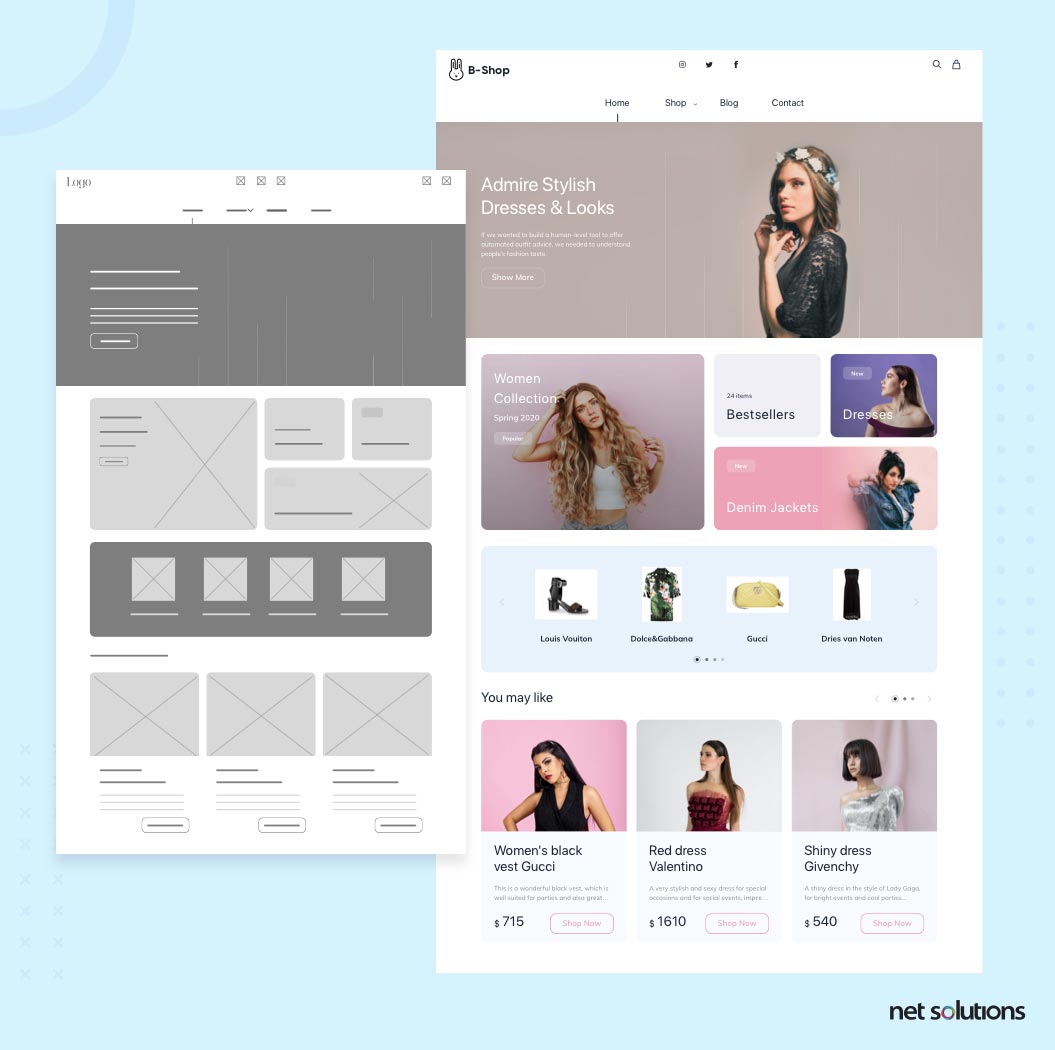 B-Shop
Home Shop Blog Contact
Logo
Admire Stylish
Dresses & Looks
If we wanted to build a human-level tool to offer
automated outfit advice, we needed to understand
people's fashion taste.
Show More
Women
Collection
Spring 2020
Popular
24 items
Bestsellers
New
Dresses
New
Denim Jackets
Louis Vouiton
Dolce&Gabbana
Gucci
Dries van Noten
You may like
Women's black
vest Gucci
This is a wonderful black vest, which is
well suited for parties and also great...
$ 715
Shop Now
Red dress
Valentino
A very stylish and sexy dress for special
occasions and for social events, impre...
$ 1610
Shop Now
Shiny dress
Givenchy
A shiny dress in the style of Lady Gaga,
for bright events and cool parties...
$ 540
Shop Now
net solutions